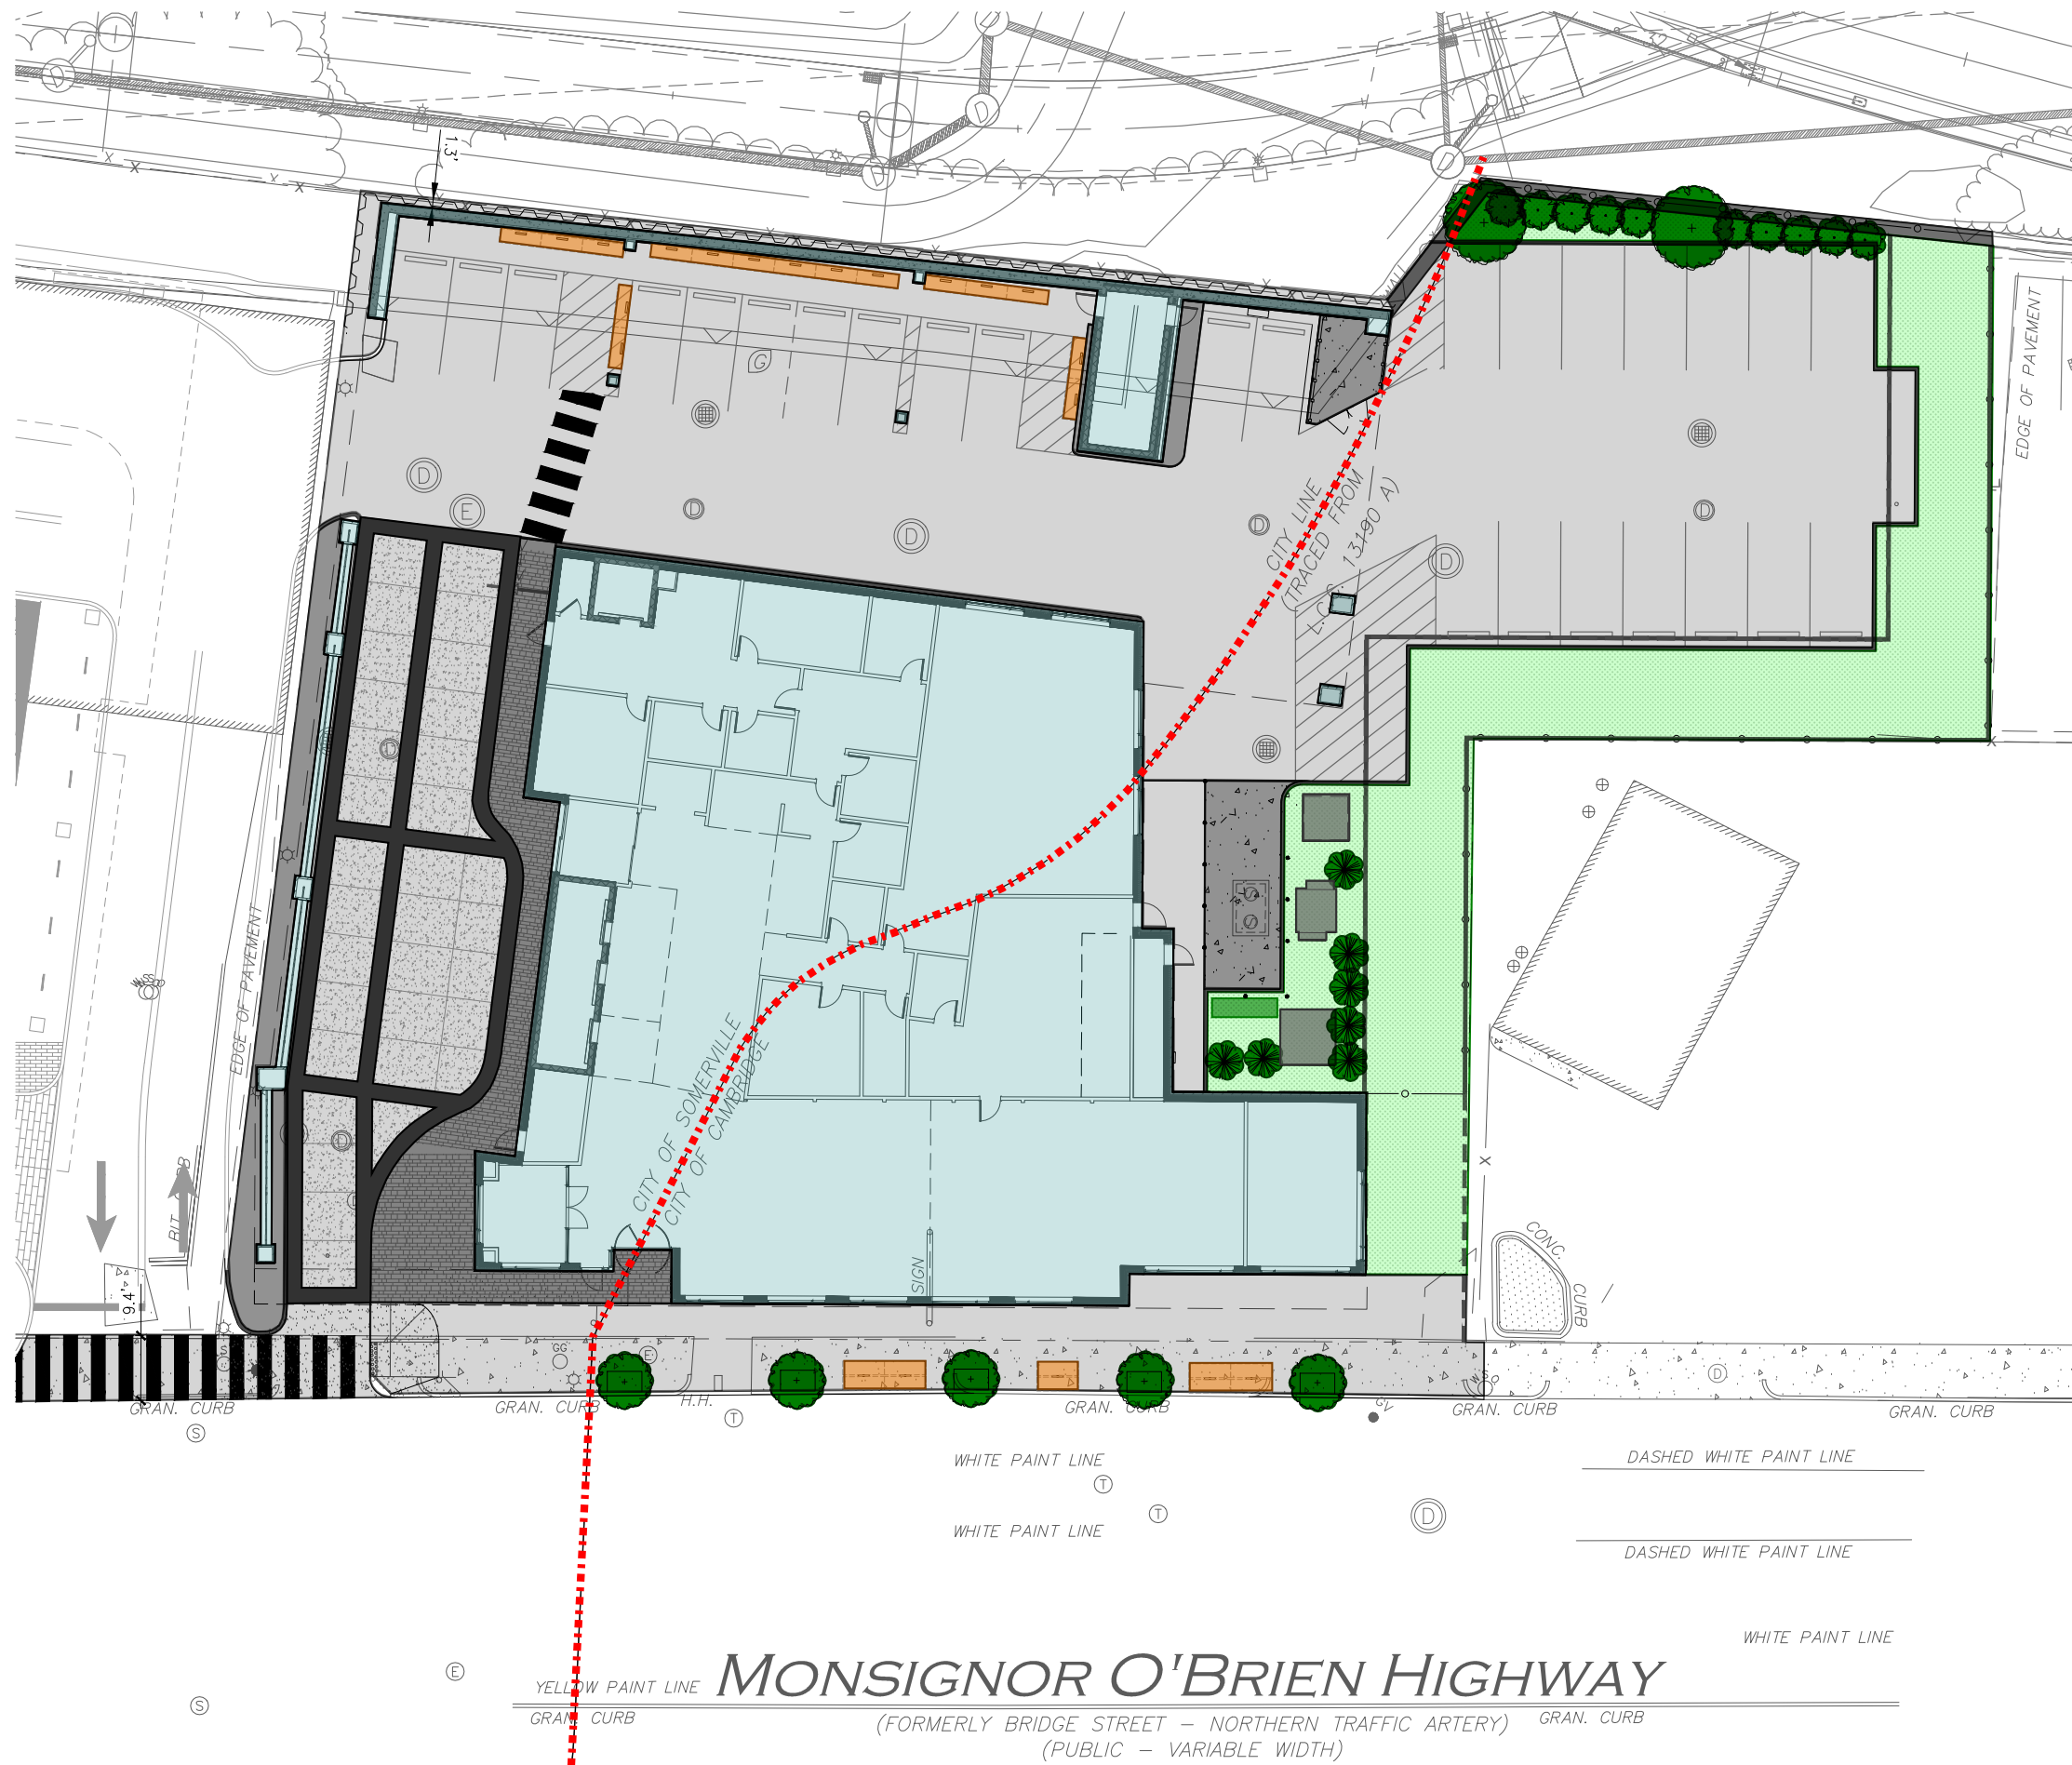 1.3'
EDGE OF PAVEMENT
G
D
E
D
D
D
D
D
D
CITY LINE
(TRACED FROM
L.C.C. 13190 A)
D
S
S
EDGE OF PAVEMENT
CITY OF SOMERVILLE
CITY OF CAMBRIDGE
D
SIGN
X
CONC.
CURB
9.4'
GG
E
H.H.
GRAN. CURB
GRAN. CURB
GRAN. CURB
GRAN. CURB
GRAN. CURB
WSO
D
GV
S
T
WHITE PAINT LINE
DASHED WHITE PAINT LINE
T
T
D
WHITE PAINT LINE
DASHED WHITE PAINT LINE
WHITE PAINT LINE
E
S
YELLOW PAINT LINE
MONSIGNOR O'BRIEN HIGHWAY
GRAN. CURB
(FORMERLY BRIDGE STREET – NORTHERN TRAFFIC ARTERY)
GRAN. CURB
(PUBLIC – VARIABLE WIDTH)